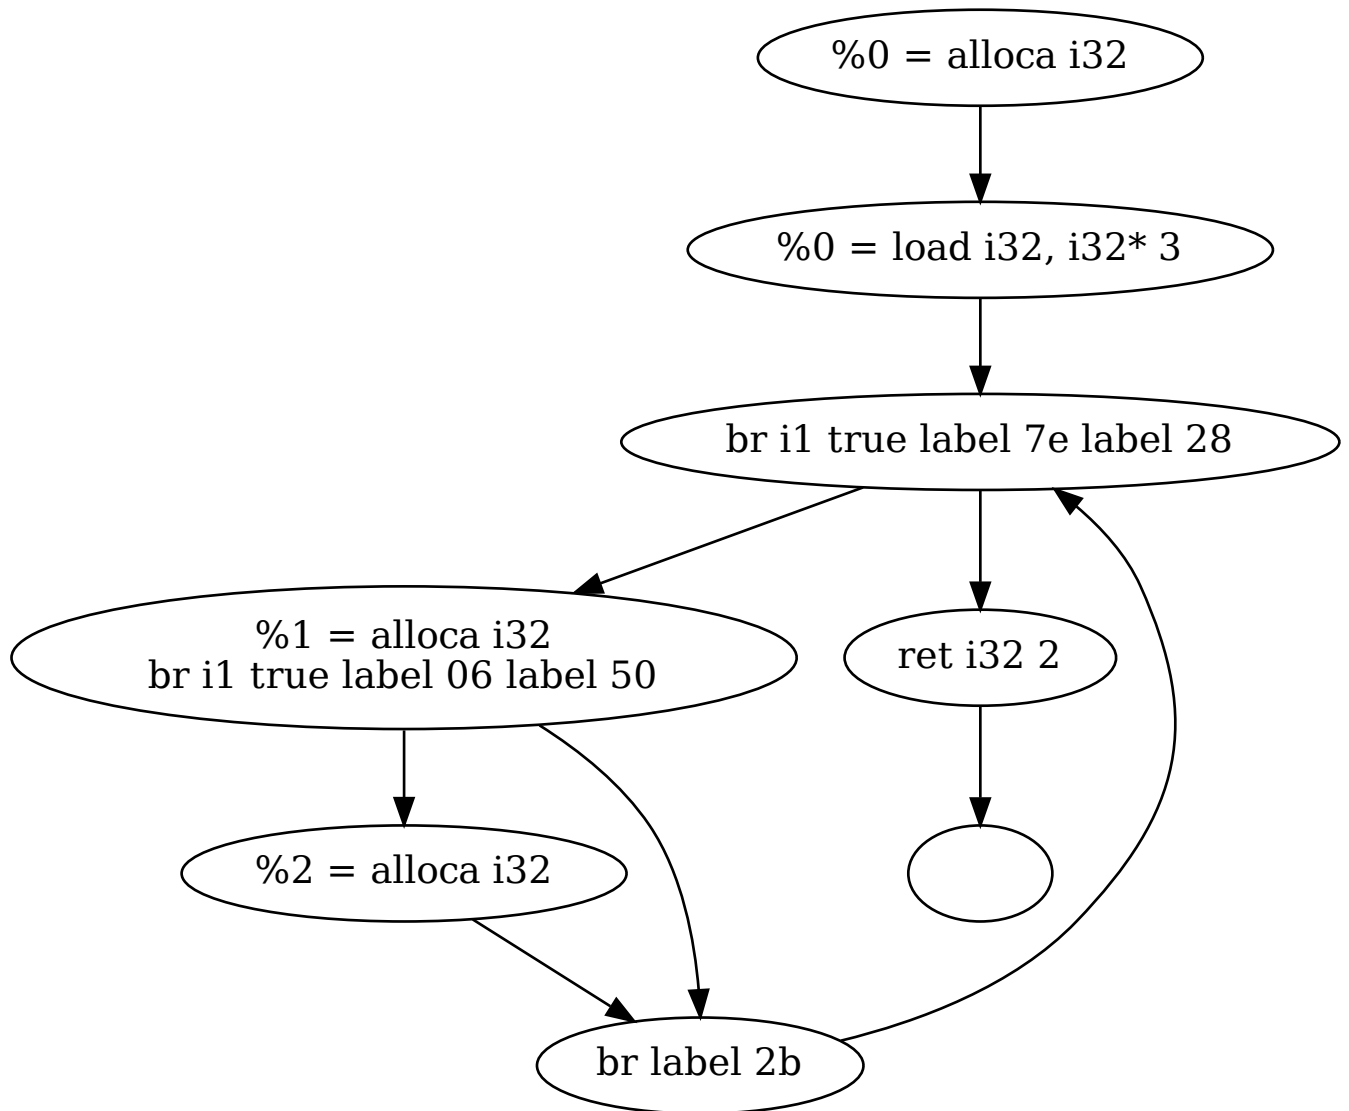 %0 = alloca i32
%0 = load i32, i32* 3
br i1 true label 7e label 28
%1 = alloca i32
br i1 true label 06 label 50
ret i32 2
%2 = alloca i32
br label 2b